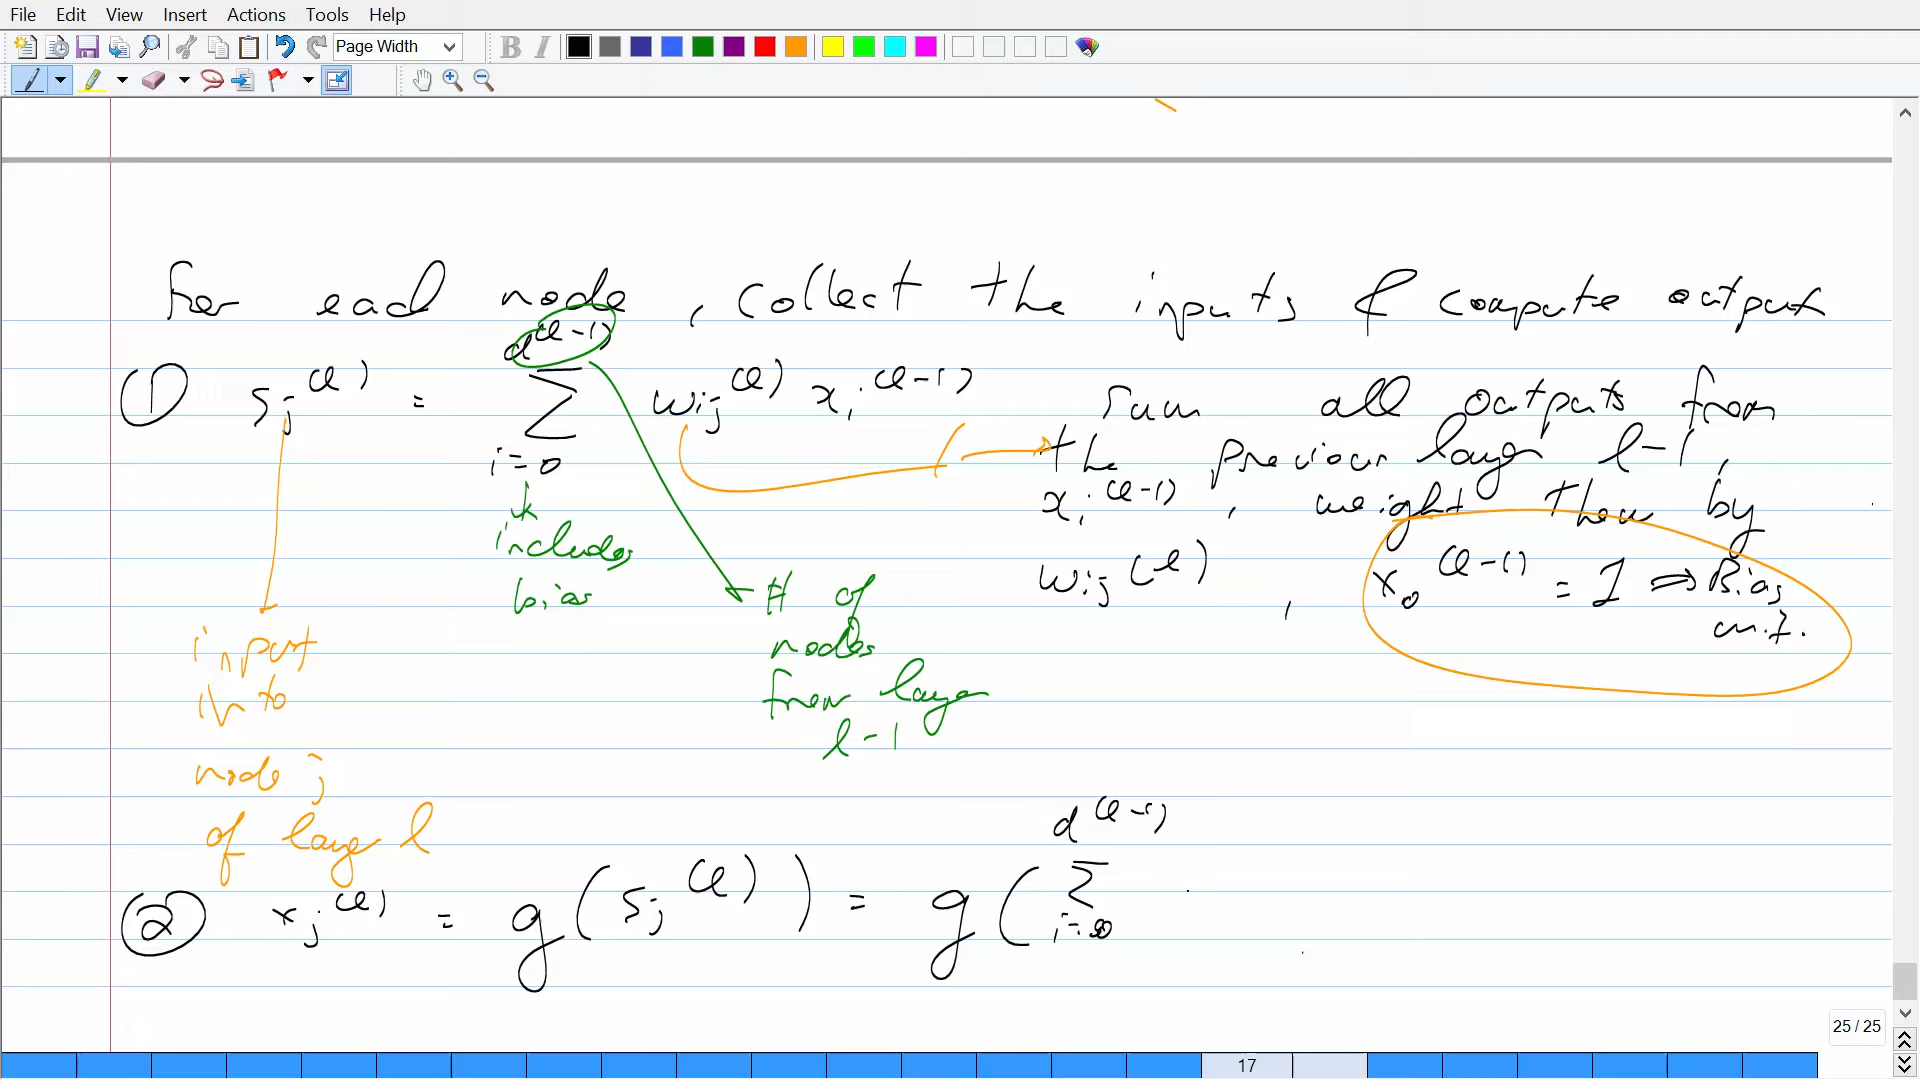 File Edit View Insert Actions Tools Help
Page Width
B I
For each node, collect the inputs & compute output
d^(l-1)
① s_j^(l) = Σ w_ij^(l) x_i^(l-1)
i=0
includes
bias
# of
nodes
from layer
l-1
sum all outputs from
the previous layer l-1,
x_i^(l-1), weight them by
w_ij^(l),
x_0^(l-1) = 1 ⇒ Bias
unit.
input
into
node j
of layer l
d^(l-1)
② x_j^(l) = g(s_j^(l)) = g(Σ
i=0
25 / 25
17